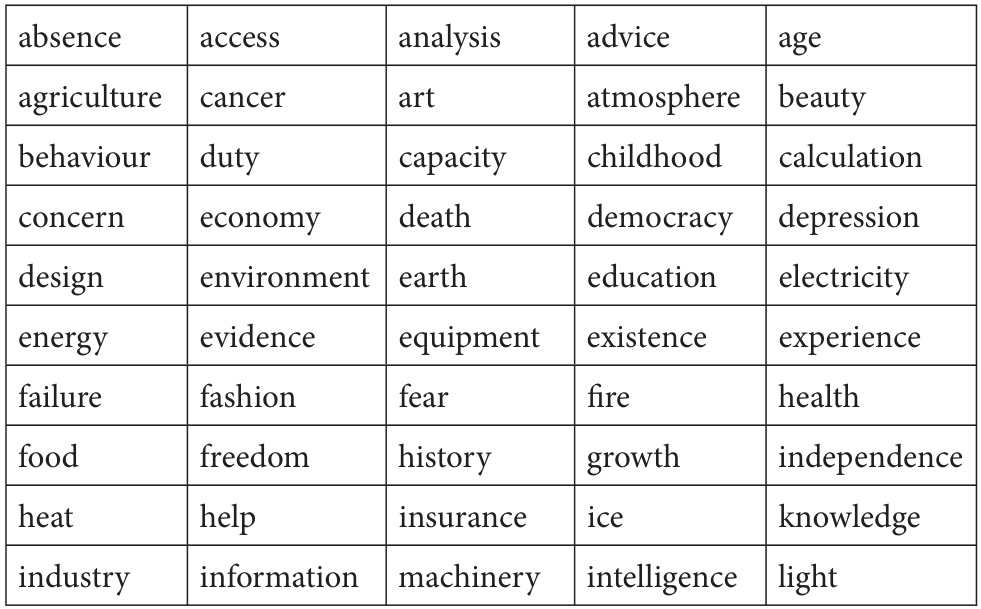 absence access analysis advice age
agriculture cancer art atmosphere beauty
behaviour duty capacity childhood calculation
concern economy death democracy depression
design environment earth education electricity
energy evidence equipment existence experience
failure fashion fear fire health
food freedom history growth independence
heat help insurance ice knowledge
industry information machinery intelligence light